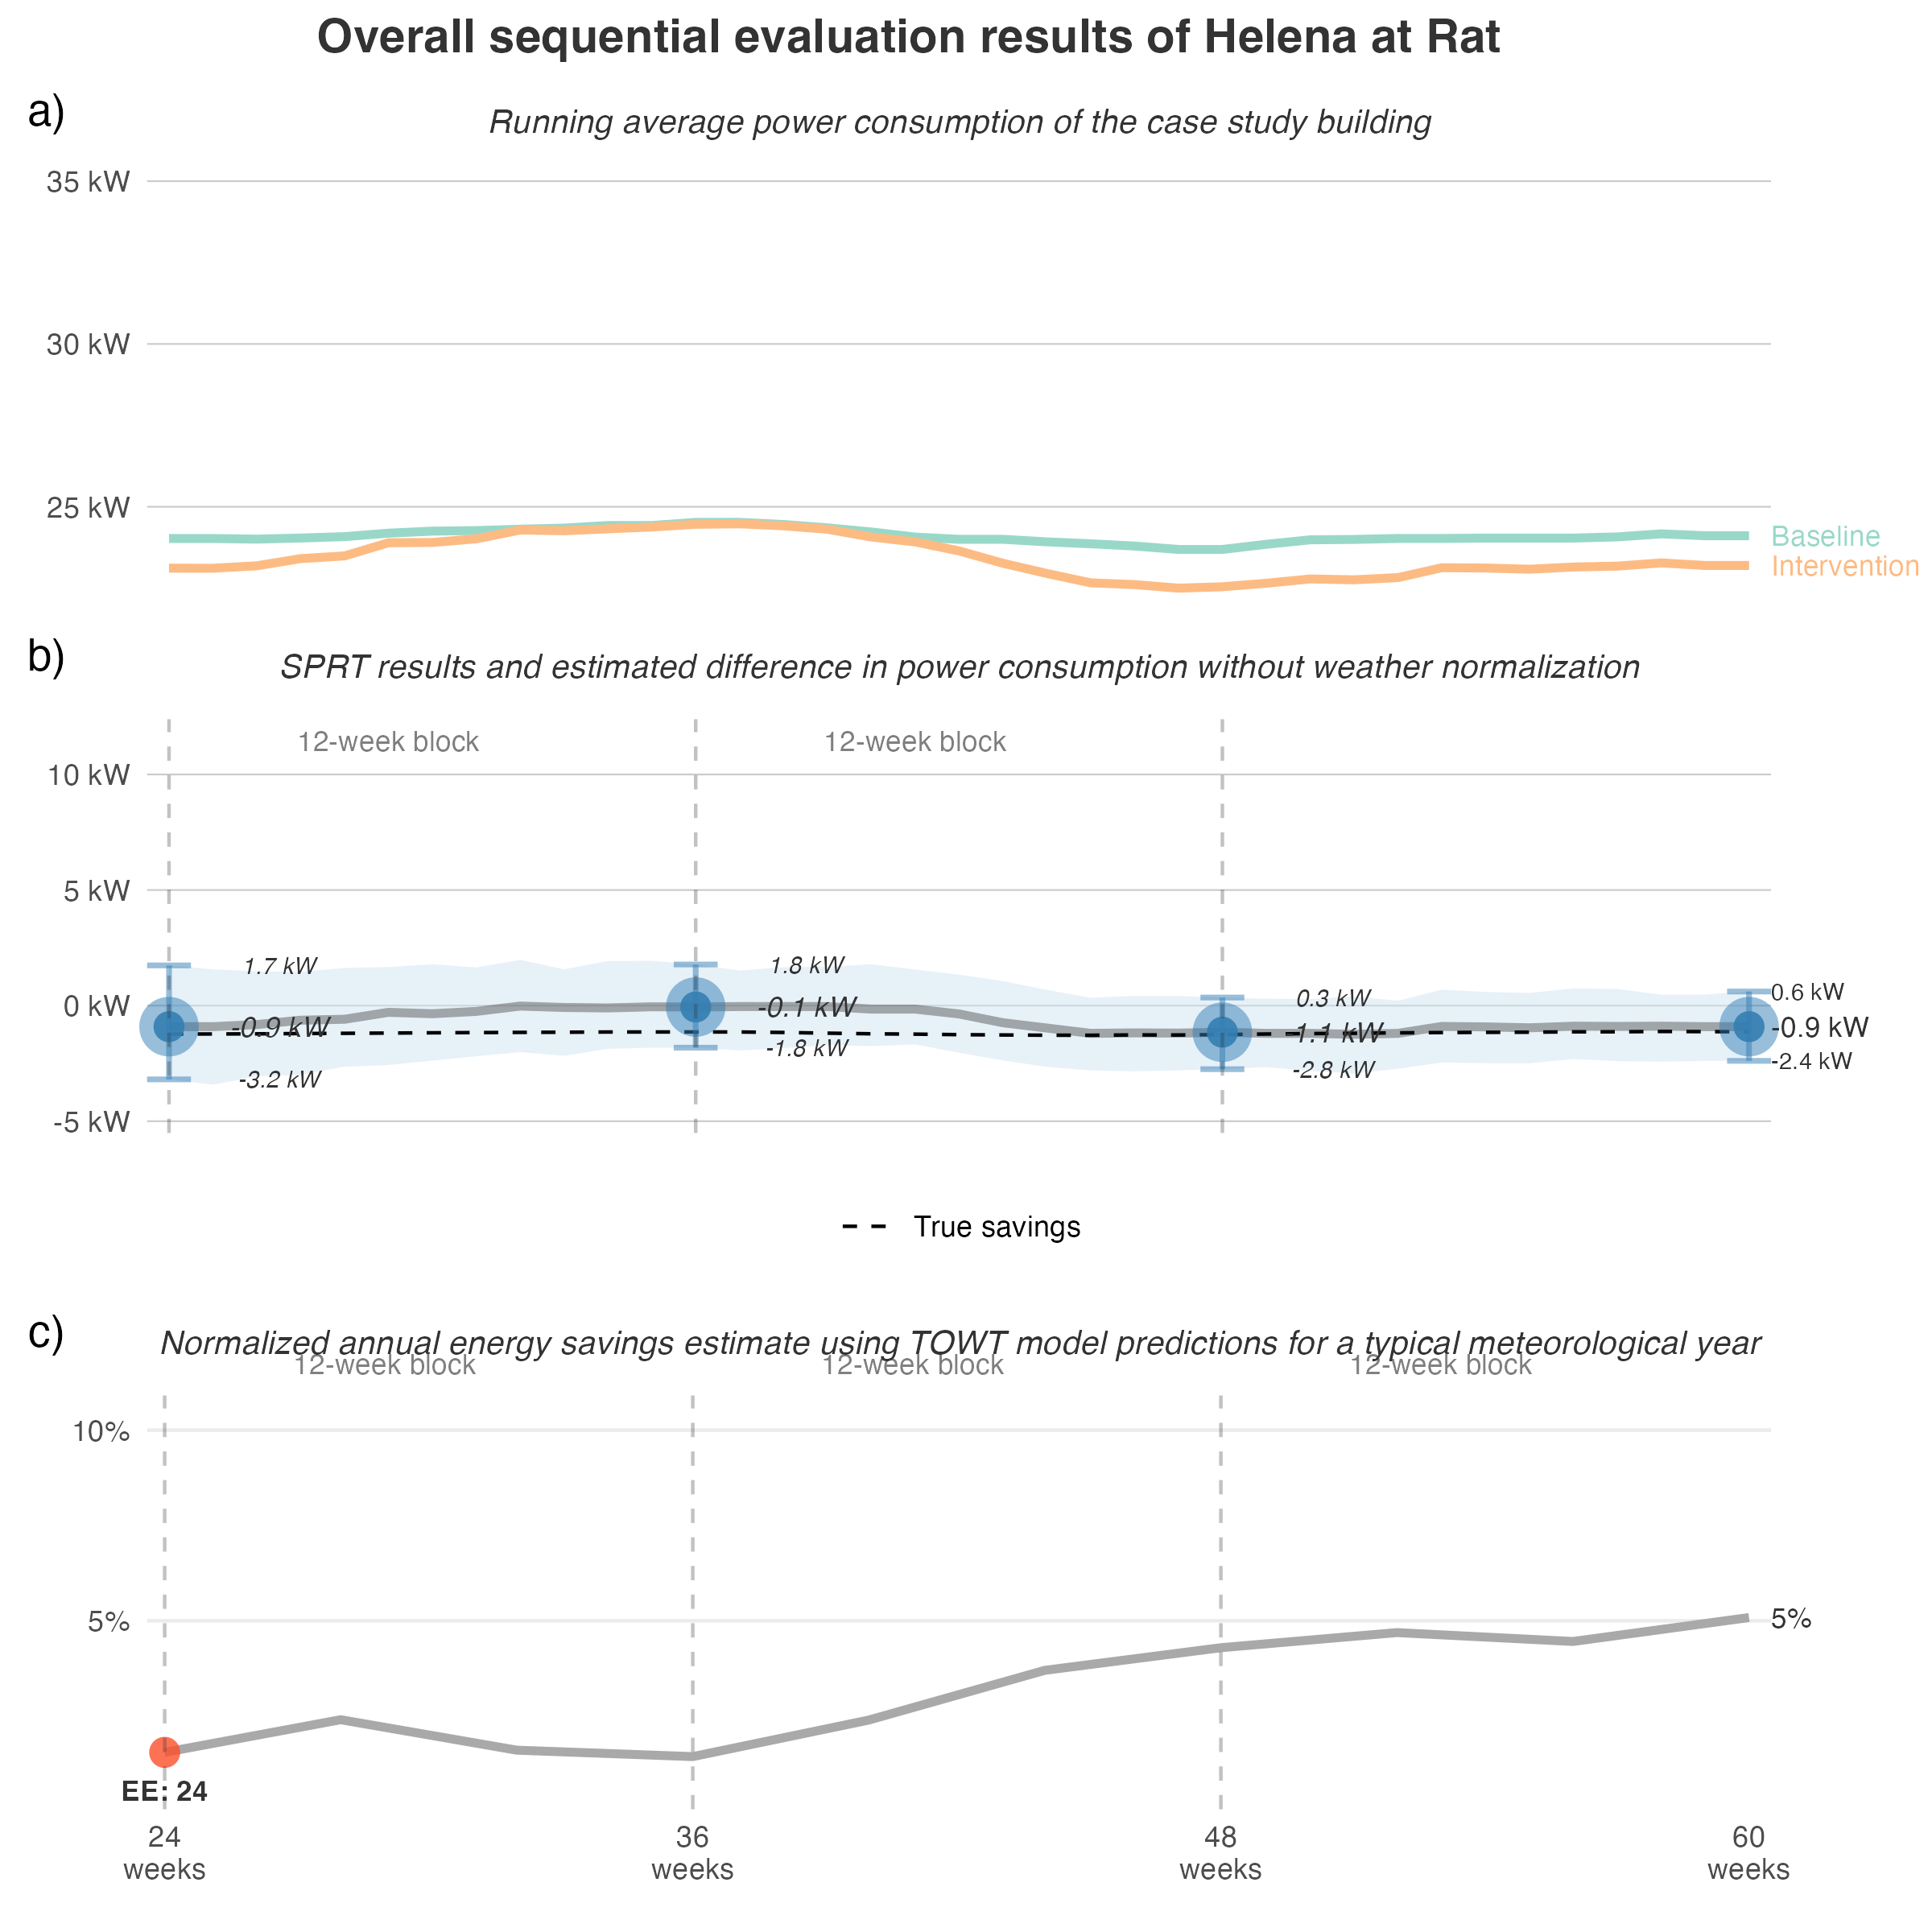 Overall sequential evaluation results of Helena at Rat
a)
Running average power consumption of the case study building
35 kW
30 kW
25 kW
Baseline
Intervention
b)
SPRT results and estimated difference in power consumption without weather normalization
12-week block
12-week block
10 kW
5 kW
0 kW
-5 kW
1.7 kW
-0.9 kW
-3.2 kW
1.8 kW
-0.1 kW
-1.8 kW
0.3 kW
-1.1 kW
-2.8 kW
0.6 kW
-0.9 kW
-2.4 kW
True savings
c)
Normalized annual energy savings estimate using TOWT model predictions for a typical meteorological year
12-week block
12-week block
12-week block
10%
5%
5%
EE: 24
24
weeks
36
weeks
48
weeks
60
weeks